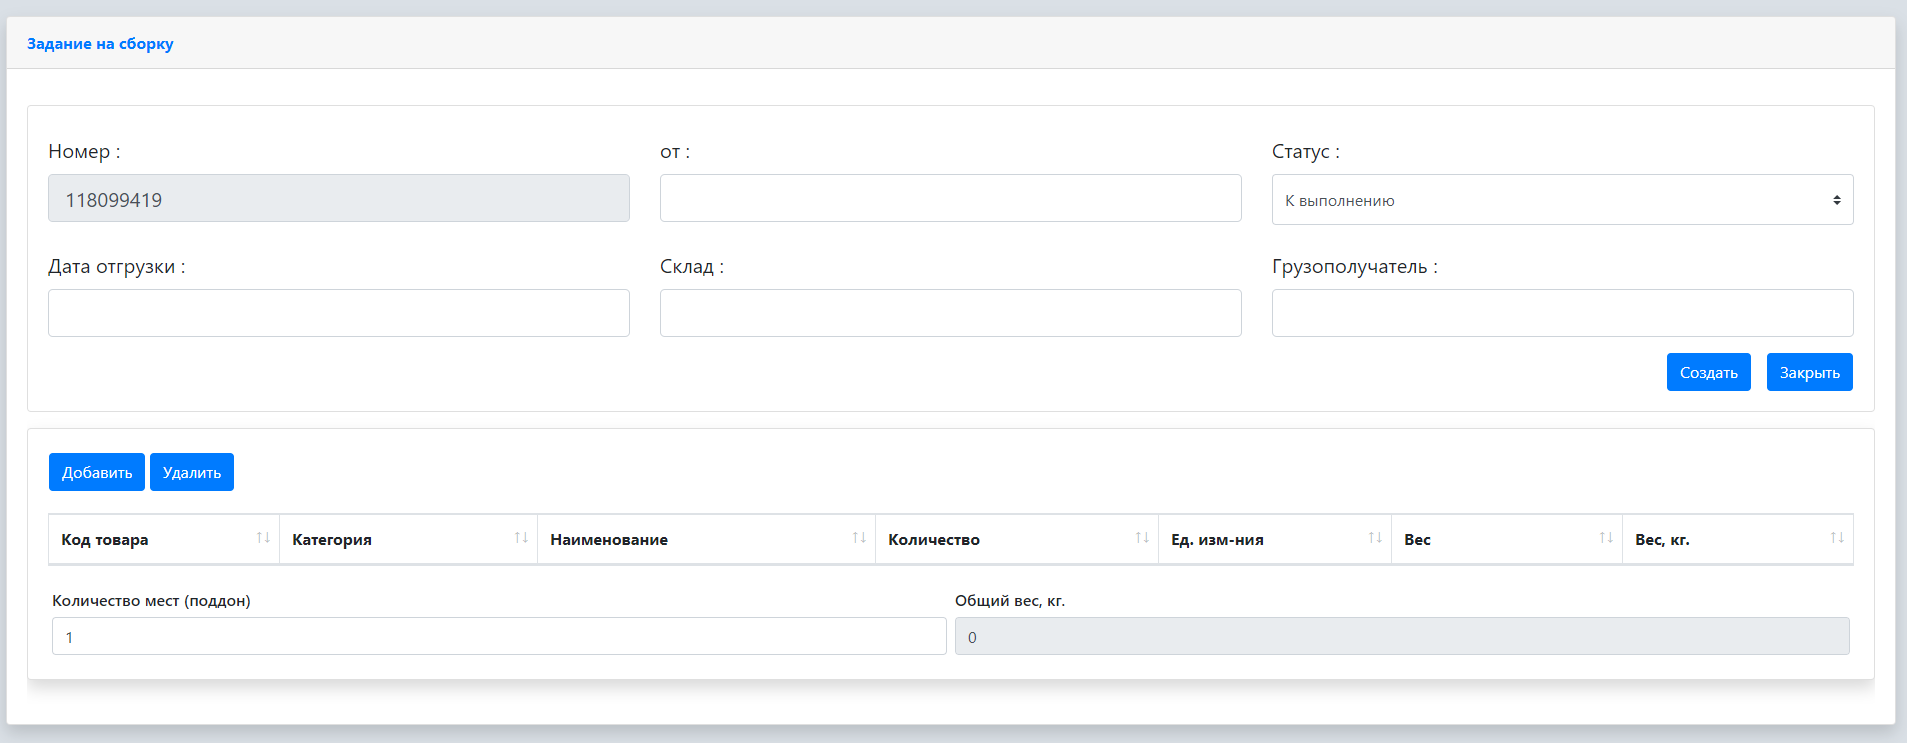 Задание на сборку
Номер : от : Статус :
118099419 К выполнению
Дата отгрузки : Склад : Грузополучатель :
Создать Закрыть
Добавить Удалить
Код товара Категория Наименование Количество Ед. изм-ния Вес Вес, кг.
Количество мест (поддон) Общий вес, кг.
1 0